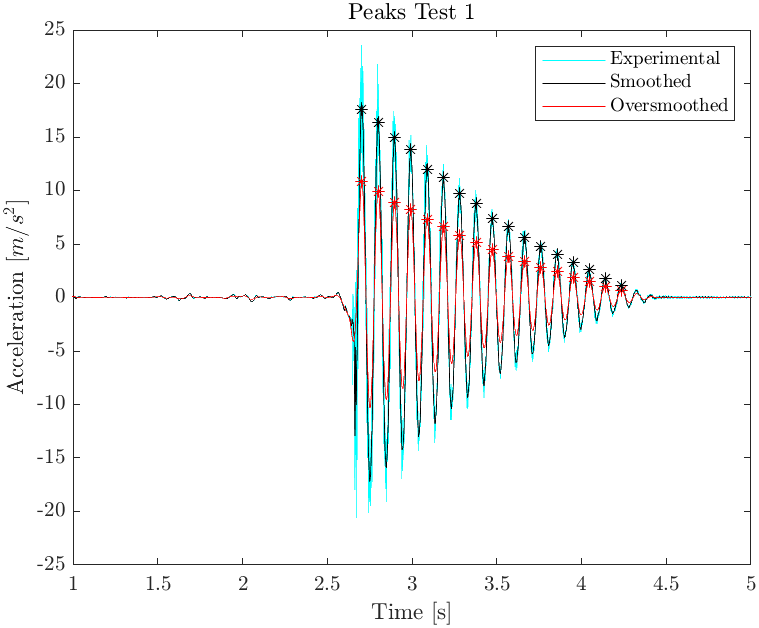 Peaks Test 1
25
20
15
10
5
0
-5
-10
-15
-20
-25
Acceleration [m/s²]
Experimental
Smoothed
Oversmoothed
1 1.5 2 2.5 3 3.5 4 4.5 5
Time [s]